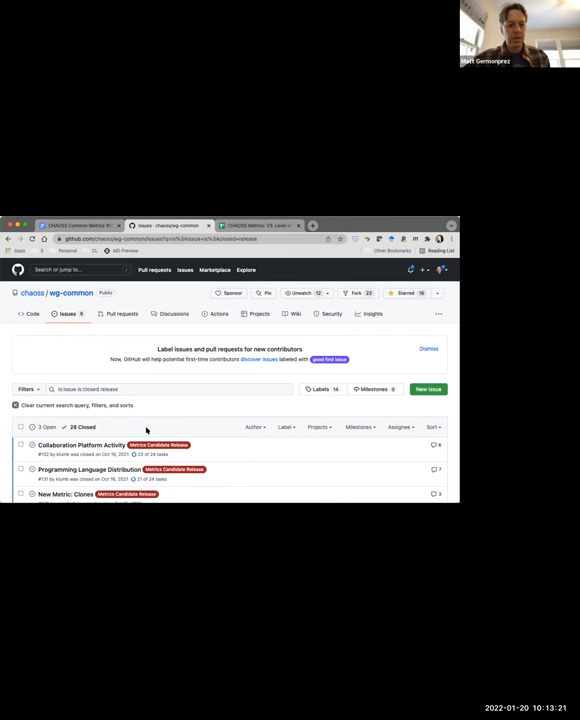 Matt Germonprez
CHAOSS Common Metrics W
Issues · chaoss/wg-common
CHAOSS Metrics: V3: Level o
github.com/chaoss/wg-common/issues?q=is%3Aissue+is%3Aclosed+release
Apps
S
Personal
CL
MD Preview
Other Bookmarks
Reading List
Search or jump to...
Pull requests Issues Marketplace Explore
chaoss / wg-common Public
Sponsor Pin Unwatch 12 Fork 23 Starred 16
Code Issues 6 Pull requests Discussions Actions Projects Wiki Security Insights
Label issues and pull requests for new contributors
Dismiss
Now, GitHub will help potential first-time contributors discover issues labeled with good first issue
Filters is:issue is:closed release Labels 14 Milestones 0 New issue
Clear current search query, filters, and sorts
3 Open 28 Closed Author Label Projects Milestones Assignee Sort
Collaboration Platform Activity Metrics Candidate Release 6
#132 by klumb was closed on Oct 16, 2021 23 of 24 tasks
Programming Language Distribution Metrics Candidate Release 7
#131 by klumb was closed on Oct 16, 2021 21 of 24 tasks
New Metric: Clones Metrics Candidate Release 3
2022-01-20 10:13:21